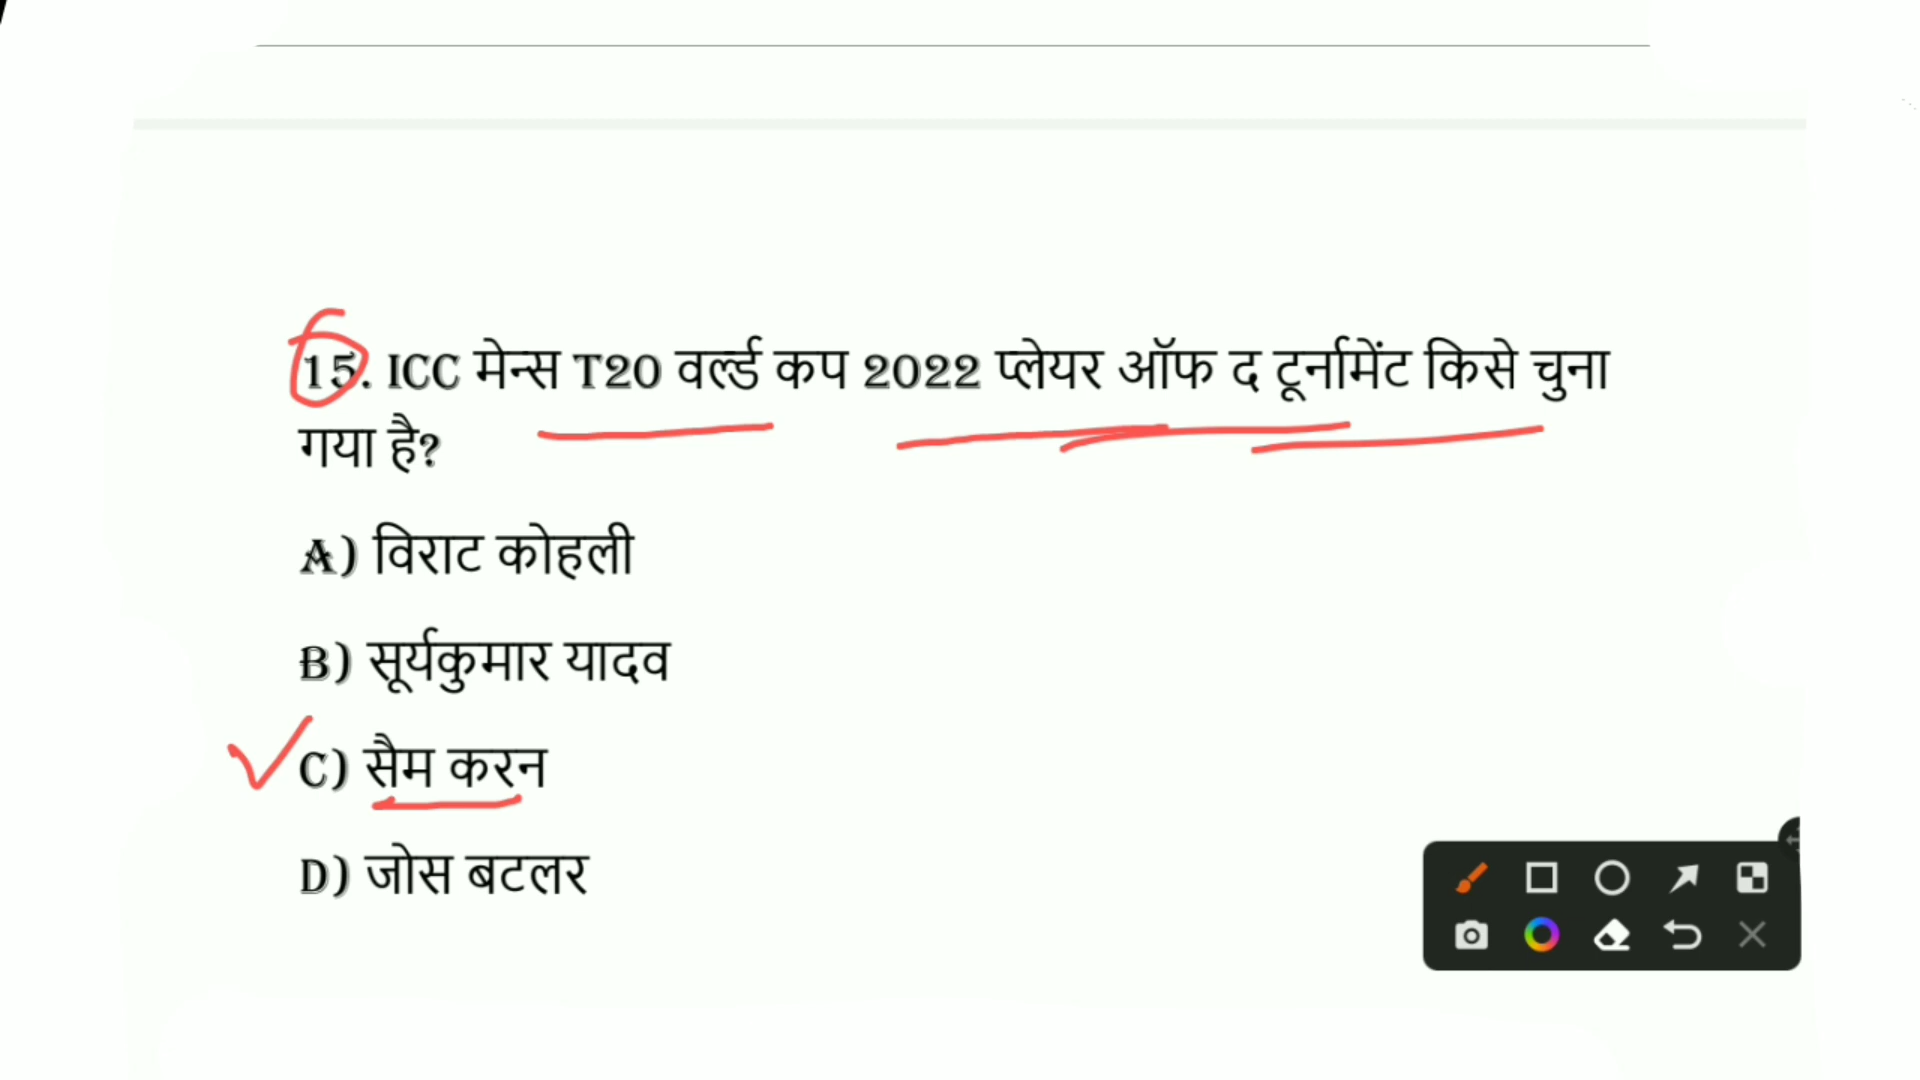 15. ICC मेन्स T20 वर्ल्ड कप 2022 प्लेयर ऑफ द टूर्नामेंट किसे चुना
गया है?
A) विराट कोहली
B) सूर्यकुमार यादव
C) सैम करन
D) जोस बटलर